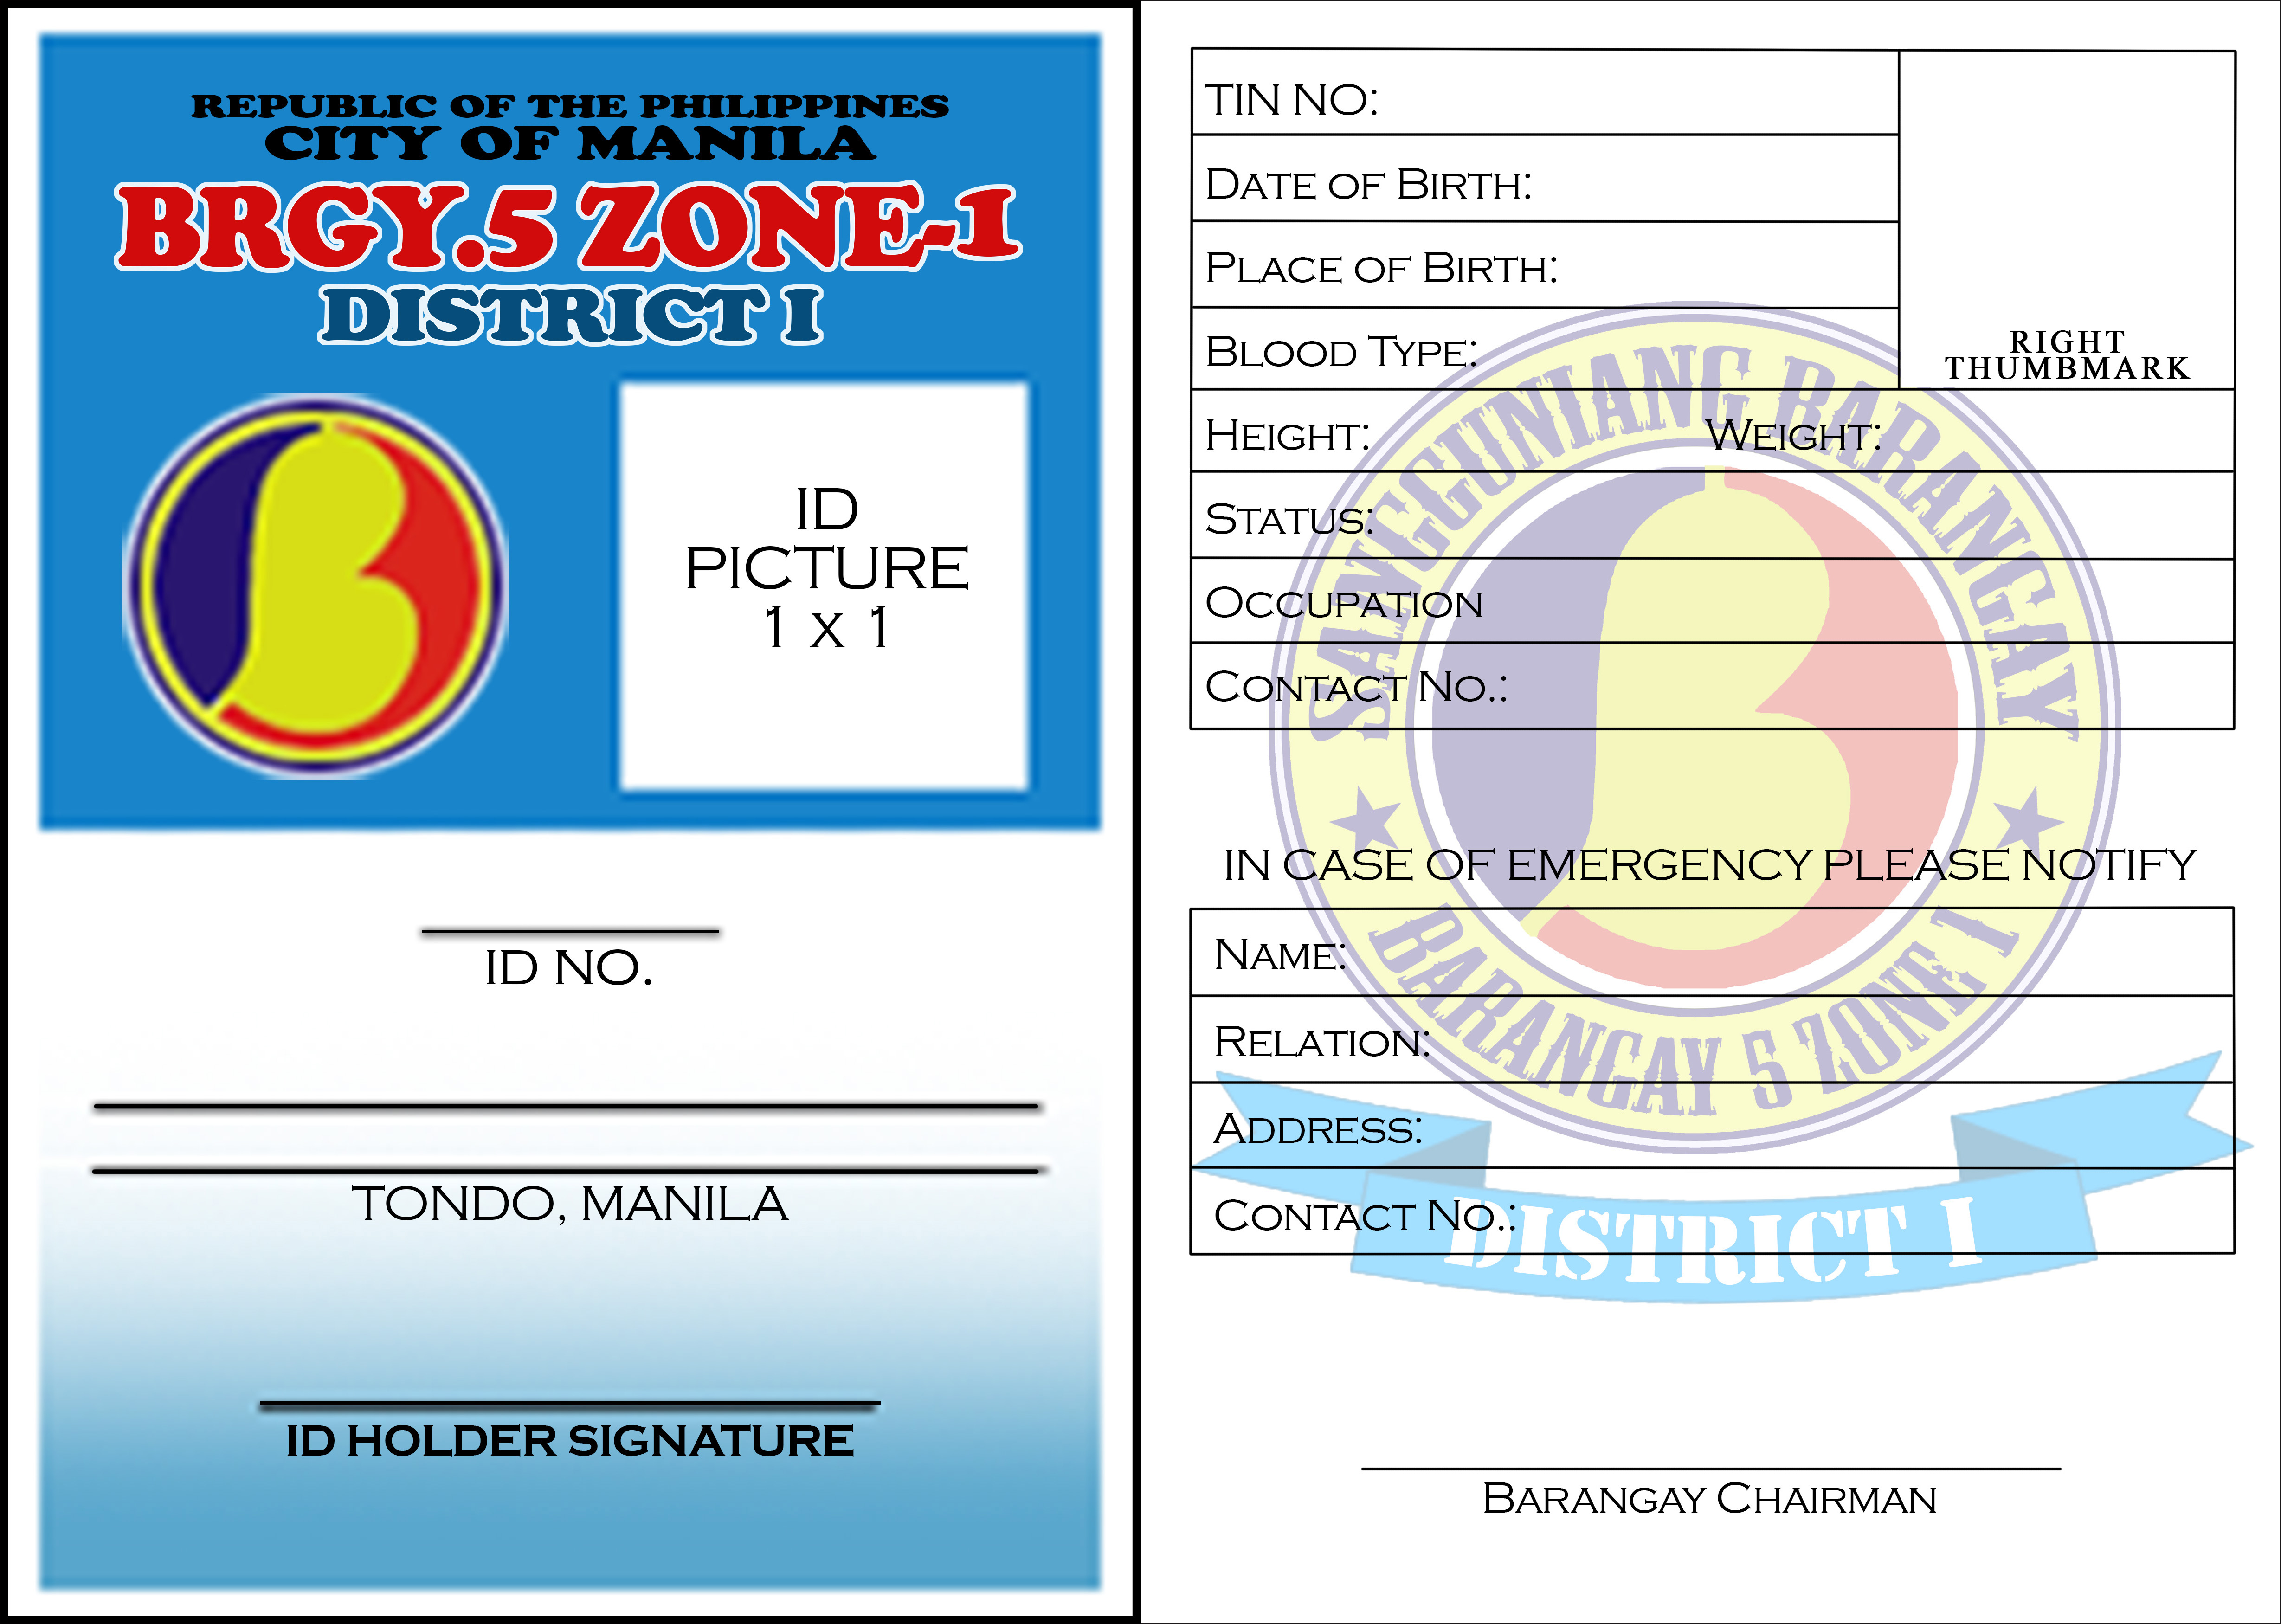 REPUBLIC OF THE PHILIPPINES
CITY OF MANILA
BRGY.5 ZONE-1
DISTRICT I
ID
PICTURE
1 X 1
ID NO.
TONDO, MANILA
ID HOLDER SIGNATURE
TIN NO:
DATE OF BIRTH:
PLACE OF BIRTH:
BLOOD TYPE:
RIGHT
THUMBMARK
HEIGHT: WEIGHT:
STATUS:
OCCUPATION
CONTACT NO.:
SANGGUNIANG BARANGAY
IN CASE OF EMERGENCY PLEASE NOTIFY
NAME:
RELATION:
ADDRESS:
CONTACT NO.:
BARANGAY 5 ZONE I
DISTRICT I
BARANGAY CHAIRMAN